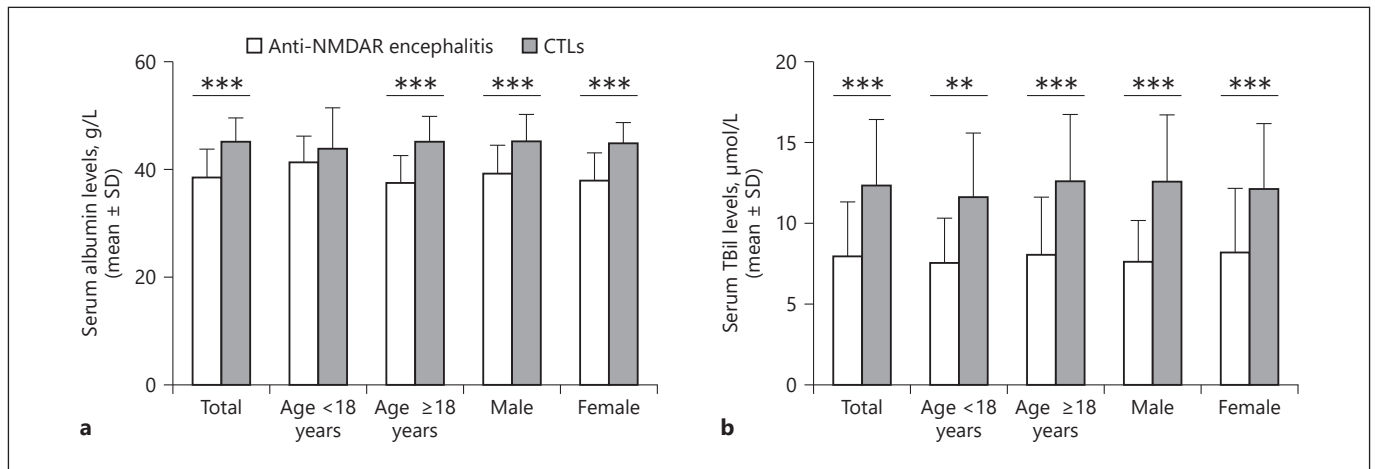 Anti-NMDAR encephalitis CTLs
Serum albumin levels, g/L
(mean ± SD)
60
40
20
0
***
***
***
***
Total
Age <18
years
Age ≥18
years
Male
Female
a
Serum TBil levels, µmol/L
(mean ± SD)
20
15
10
5
0
***
**
***
***
***
Total
Age <18
years
Age ≥18
years
Male
Female
b